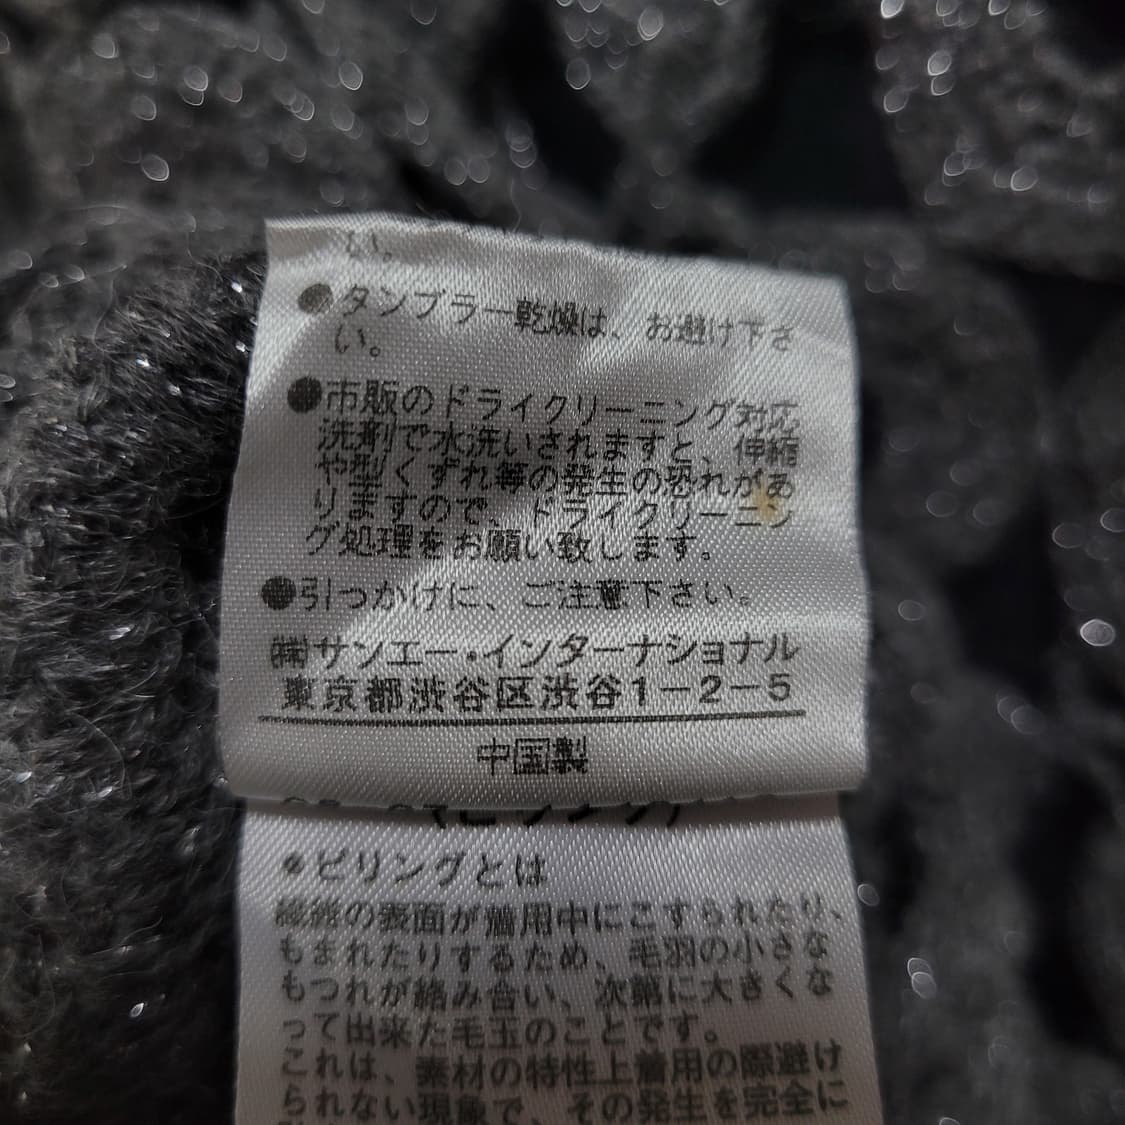 い。
●タンブラー乾燥は、お避け下さ
い。
●市販のドライクリーニング対応
洗剤で水洗いされますと、伸縮
や型くずれ等の発生の恐れがあ
りますので、ドライクリーニン
グ処理をお願い致します。
●引っかけに、ご注意下さい。
㈱サンエー・インターナショナル
東京都渋谷区渋谷1-2-5
中国製
(ピリング)
●ピリングとは
繊維の表面が着用中にこすられたり、
もまれたりするため、毛羽の小さな
もつれが絡み合い、次第に大きくな
って出来た毛玉のことです。
これは、素材の特性上着用の際避け
られない現象で、その発生を完全に